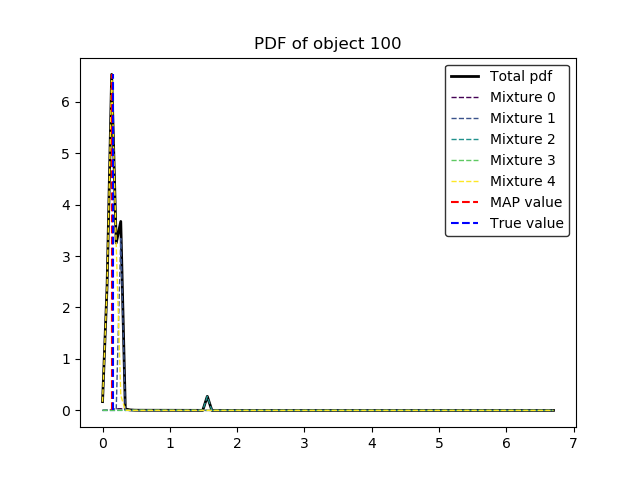 PDF of object 100
Total pdf
Mixture 0
Mixture 1
Mixture 2
Mixture 3
Mixture 4
MAP value
True value
6
5
4
3
2
1
0
0 1 2 3 4 5 6 7